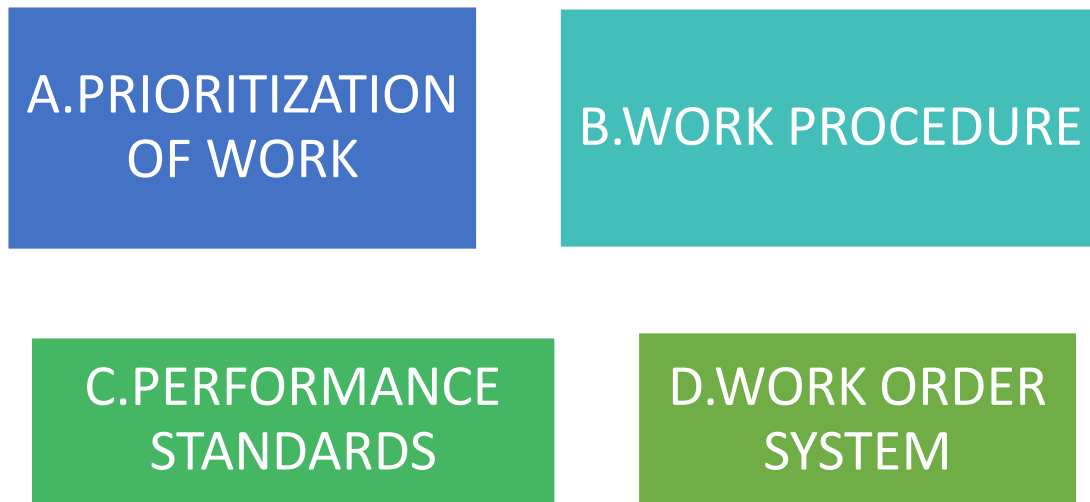 A.PRIORITIZATION
OF WORK
B.WORK PROCEDURE
C.PERFORMANCE
STANDARDS
D.WORK ORDER
SYSTEM